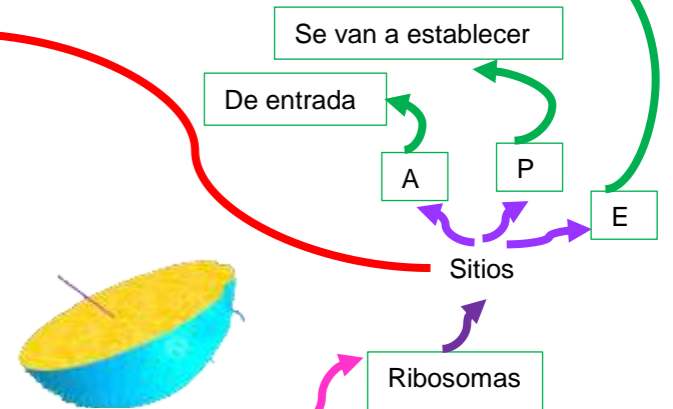 Se van a establecer
De entrada
P
A
E
Sitios
Ribosomas